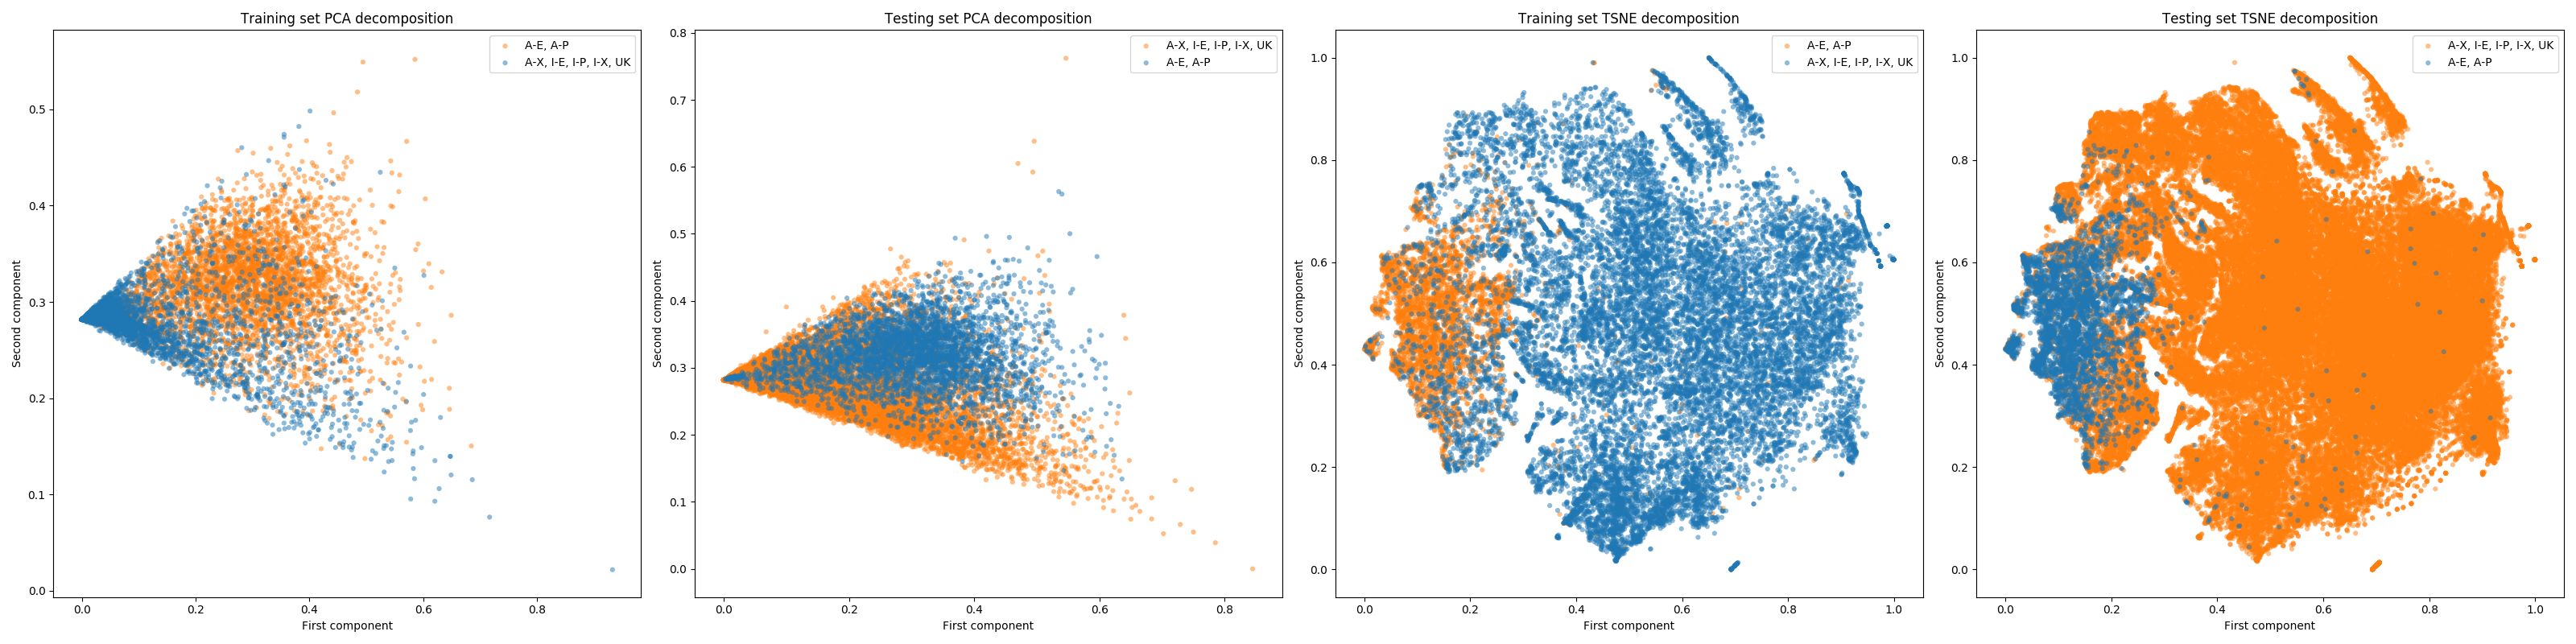 Training set PCA decomposition
A-E, A-P
A-X, I-E, I-P, I-X, UK
Second component
0.5
0.4
0.3
0.2
0.1
0.0
0.0 0.2 0.4 0.6 0.8
First component
Testing set PCA decomposition
A-X, I-E, I-P, I-X, UK
A-E, A-P
Second component
0.8
0.7
0.6
0.5
0.4
0.3
0.2
0.1
0.0
0.0 0.2 0.4 0.6 0.8
First component
Training set TSNE decomposition
A-E, A-P
A-X, I-E, I-P, I-X, UK
Second component
1.0
0.8
0.6
0.4
0.2
0.0
0.0 0.2 0.4 0.6 0.8 1.0
First component
Testing set TSNE decomposition
A-X, I-E, I-P, I-X, UK
A-E, A-P
Second component
1.0
0.8
0.6
0.4
0.2
0.0
0.0 0.2 0.4 0.6 0.8 1.0
First component